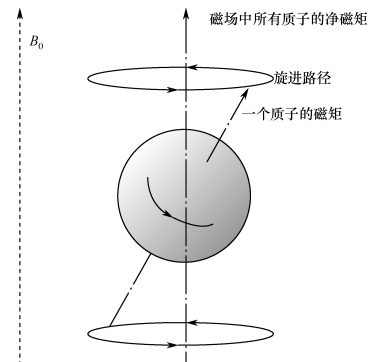 磁场中所有质子的净磁矩
B₀
旋进路径
一个质子的磁矩